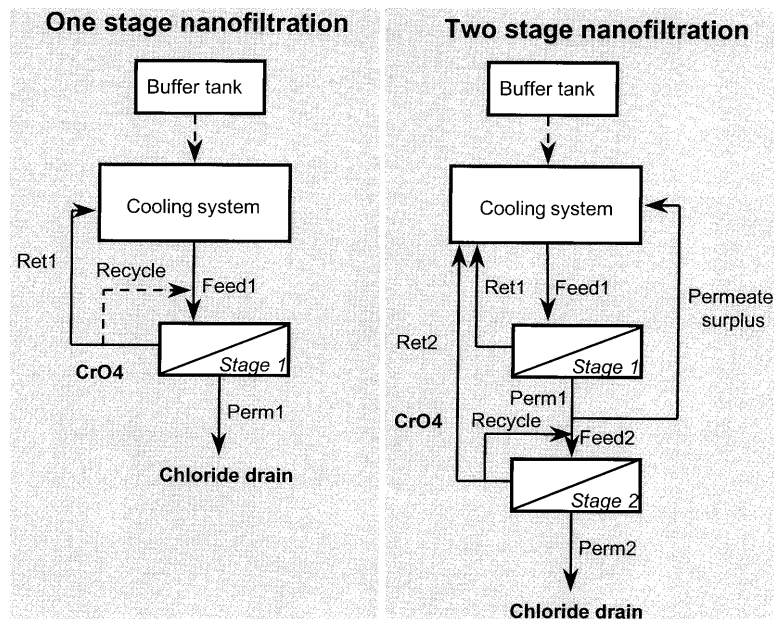 One stage nanofiltration
Buffer tank
Cooling system
Ret1
Recycle
Feed1
Stage 1
CrO4
Perm1
Chloride drain
Two stage nanofiltration
Buffer tank
Cooling system
Ret1
Feed1
Permeate
surplus
Ret2
Stage 1
Perm1
CrO4
Recycle
Feed2
Stage 2
Perm2
Chloride drain